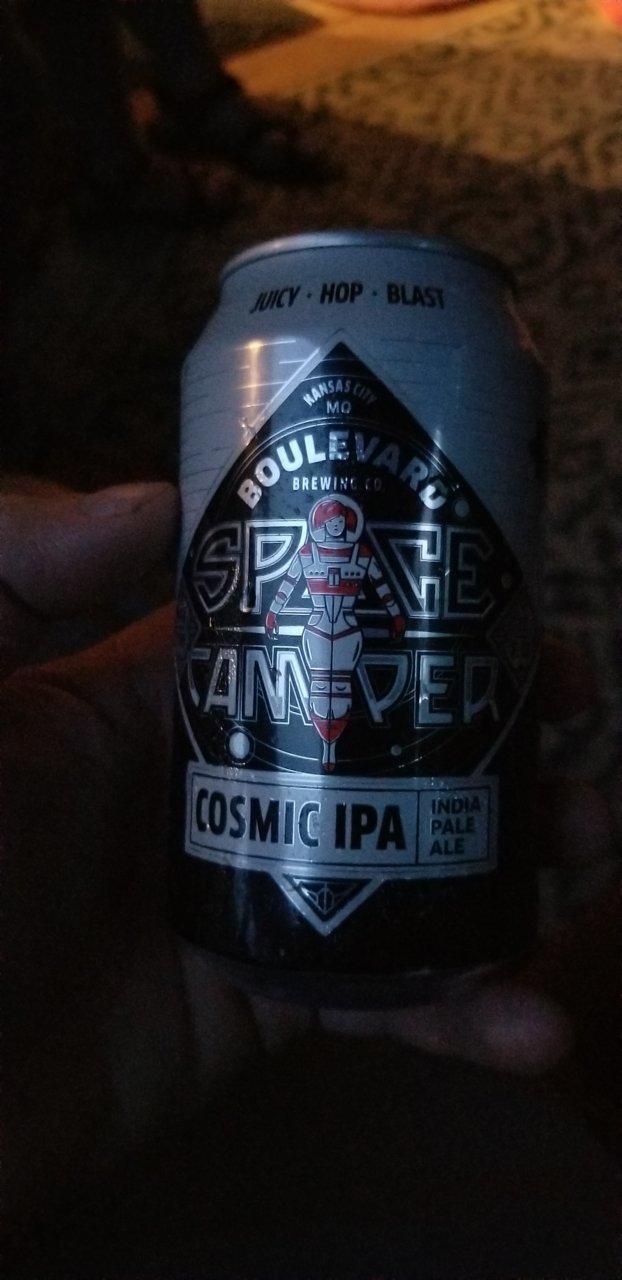 JUICY · HOP · BLAST
KANSAS CITY
MO
BOULEVARD
BREWING CO.
SPACE
CAMPER
COSMIC IPA
INDIA
PALE
ALE